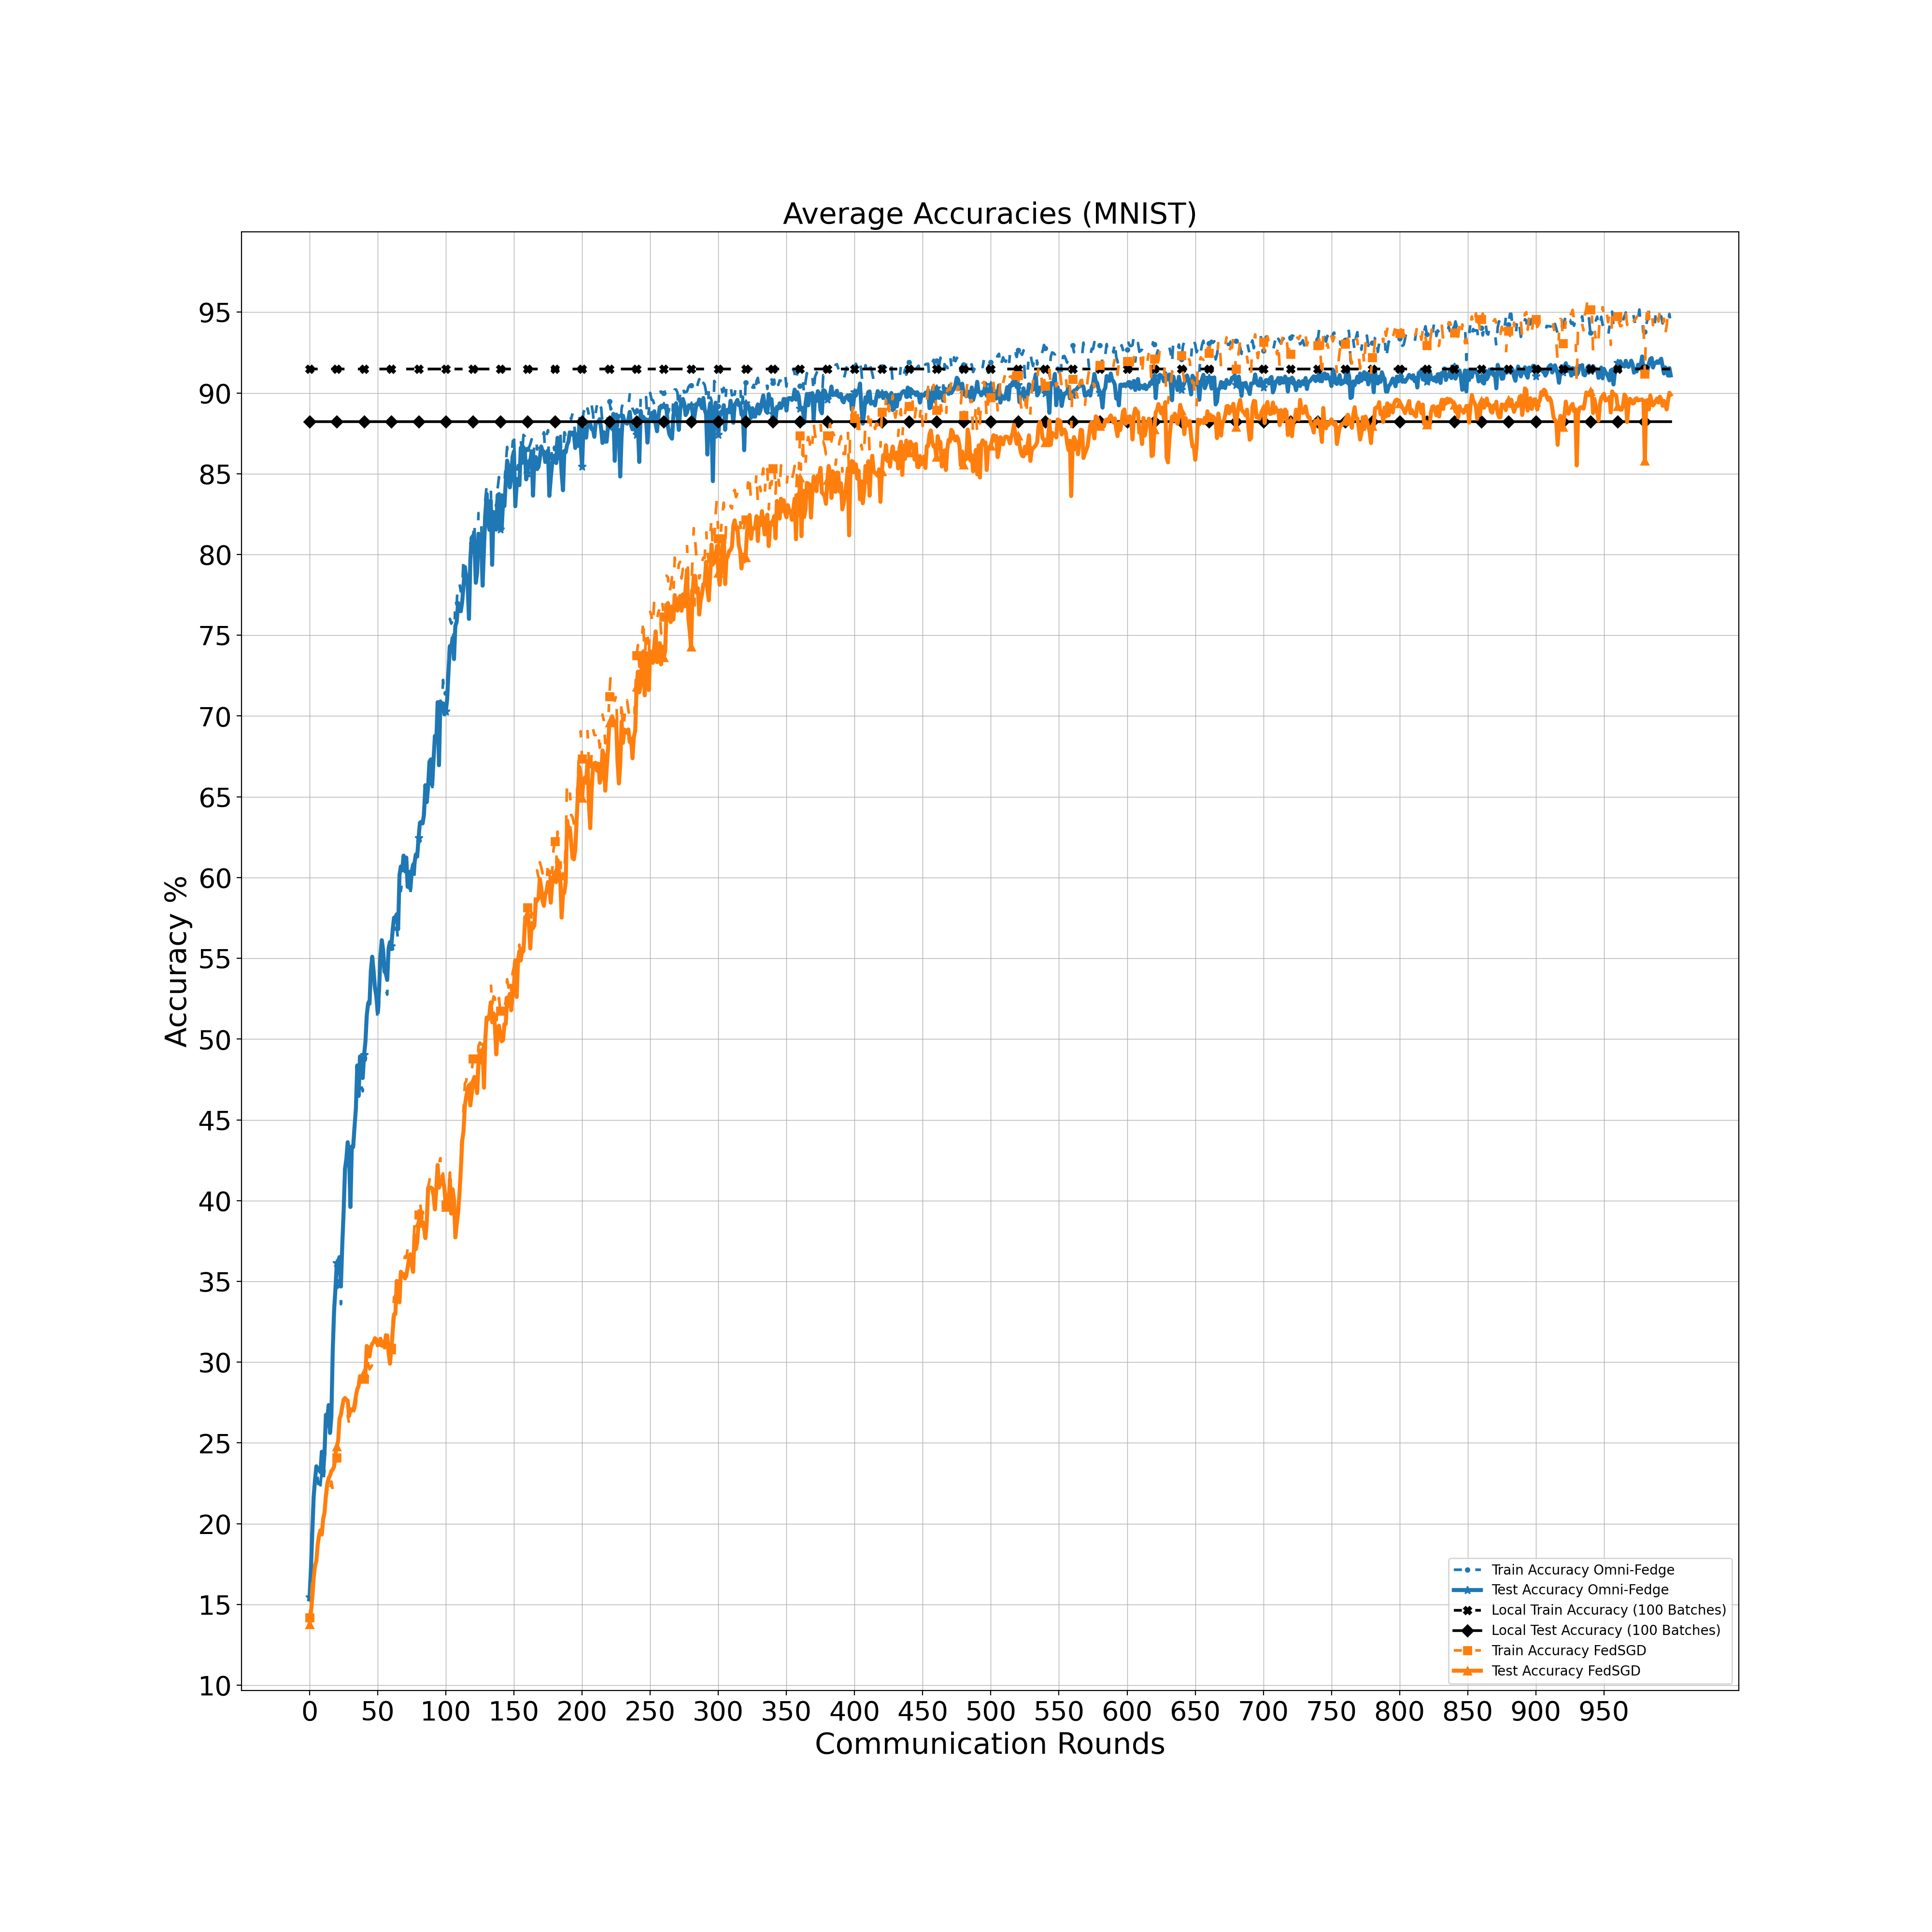 Average Accuracies (MNIST)
Accuracy %
95
90
85
80
75
70
65
60
55
50
45
40
35
30
25
20
15
10
0 50 100 150 200 250 300 350 400 450 500 550 600 650 700 750 800 850 900 950
Communication Rounds
Train Accuracy Omni-Fedge
Test Accuracy Omni-Fedge
Local Train Accuracy (100 Batches)
Local Test Accuracy (100 Batches)
Train Accuracy FedSGD
Test Accuracy FedSGD